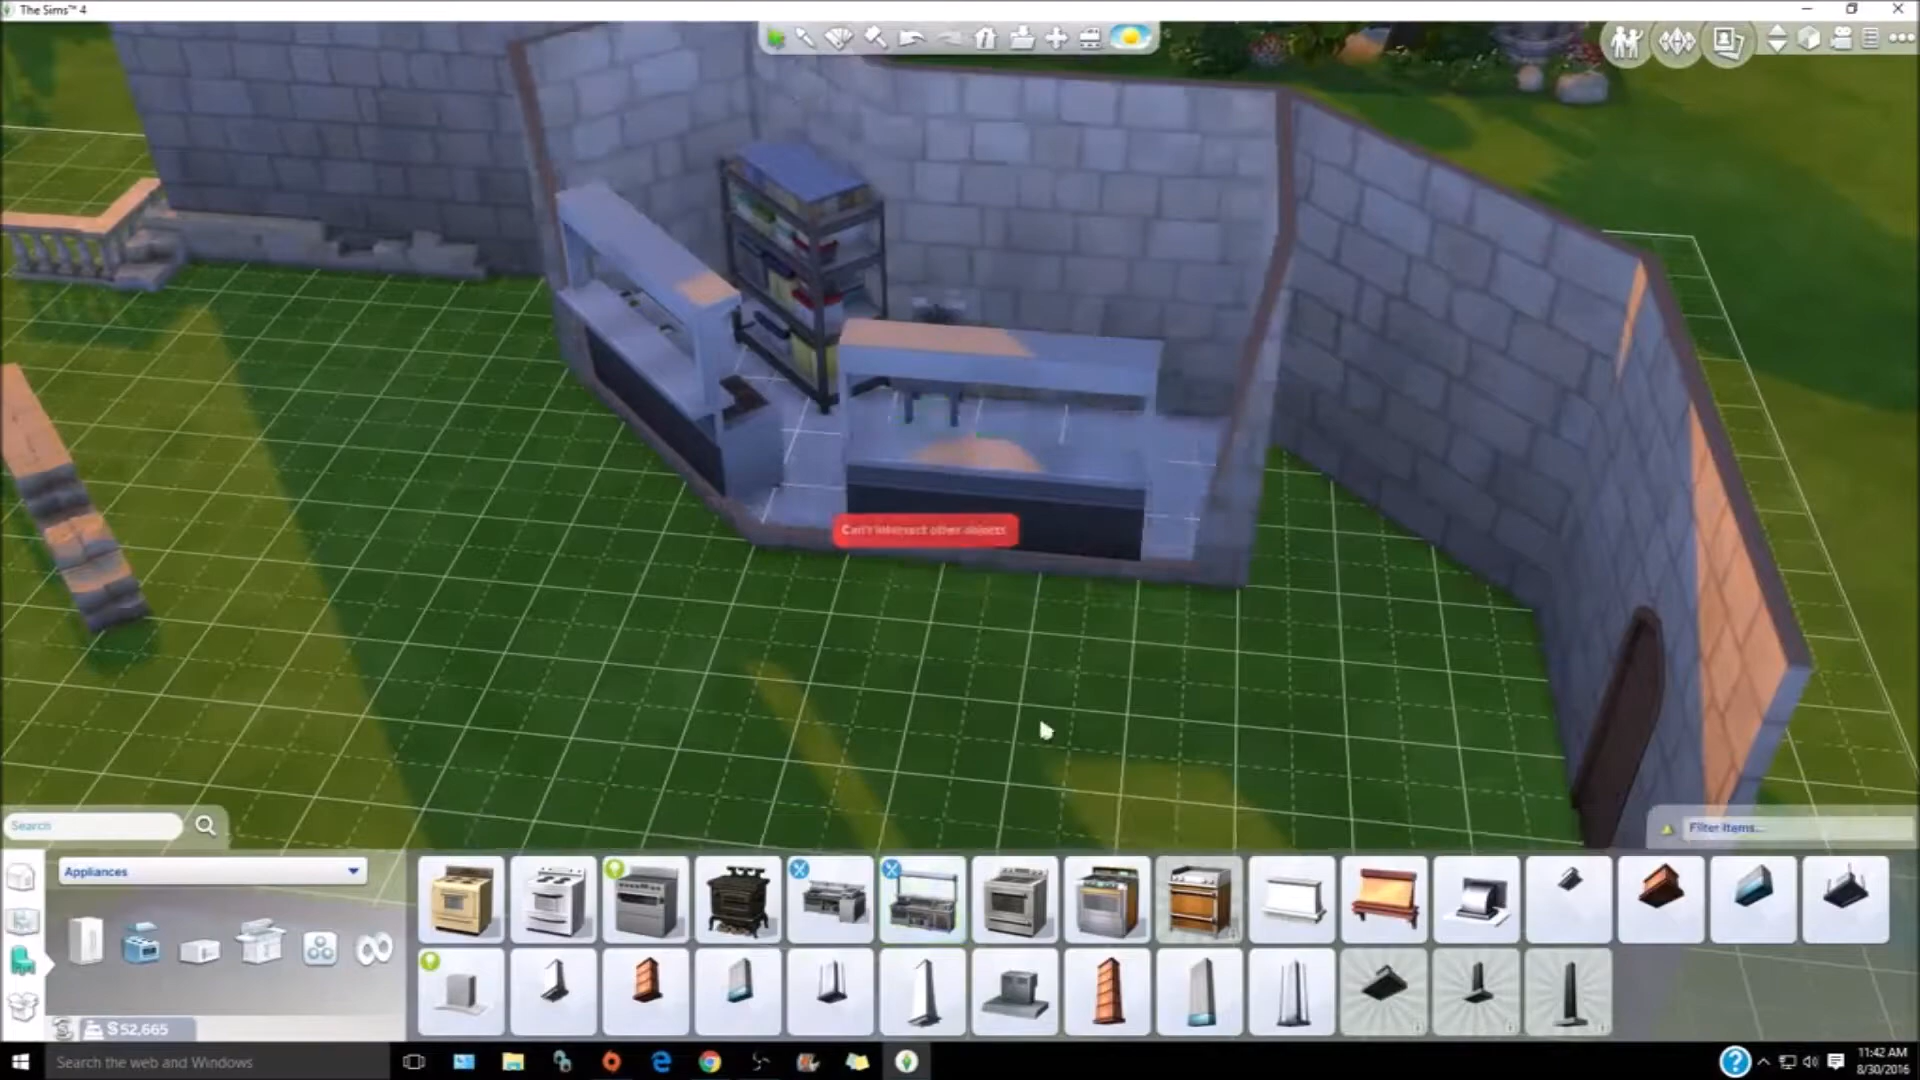 The Sims™ 4
Can't intersect other objects
Search
Filter Items...
Appliances
§52,665
Search the web and Windows
11:42 AM
8/30/2016